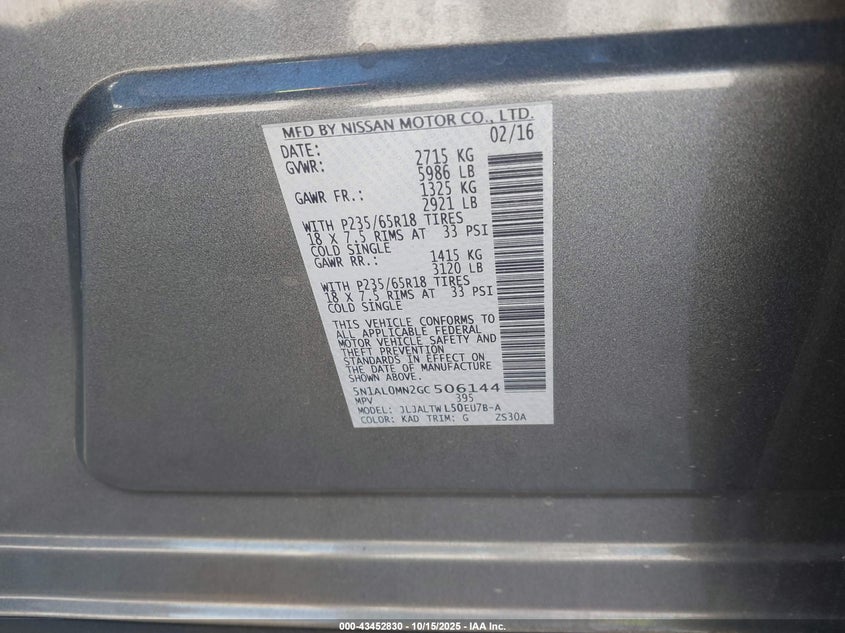 MFD BY NISSAN MOTOR CO., LTD.
DATE: 02/16
GVWR: 2715 KG
5986 LB
GAWR FR.: 1325 KG
2921 LB
WITH P235/65R18 TIRES
18 X 7.5 RIMS AT 33 PSI
COLD SINGLE
GAWR RR.: 1415 KG
3120 LB
WITH P235/65R18 TIRES
18 X 7.5 RIMS AT 33 PSI
COLD SINGLE
THIS VEHICLE CONFORMS TO
ALL APPLICABLE FEDERAL
MOTOR VEHICLE SAFETY AND
THEFT PREVENTION
STANDARDS IN EFFECT ON
THE DATE OF MANUFACTURE
SHOWN ABOVE.
5N1AL0MN2GC506144
MPV 395
MODEL: JLJALTWL50EU7B-A
COLOR: KAD TRIM: G ZS30A
000-43452830 - 10/15/2025 - IAA Inc.